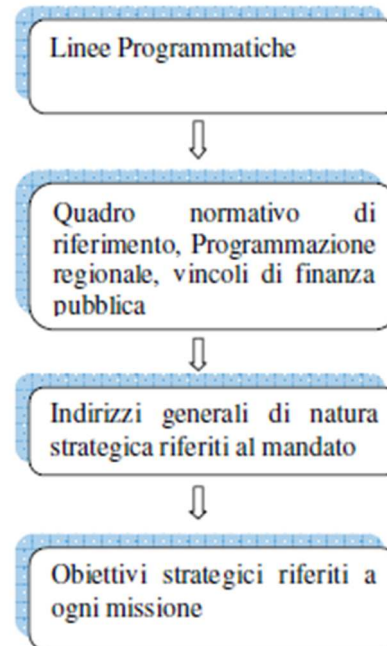 Linee Programmatiche
Quadro normativo di
riferimento, Programmazione
regionale, vincoli di finanza
pubblica
Indirizzi generali di natura
strategica riferiti al mandato
Obiettivi strategici riferiti a
ogni missione